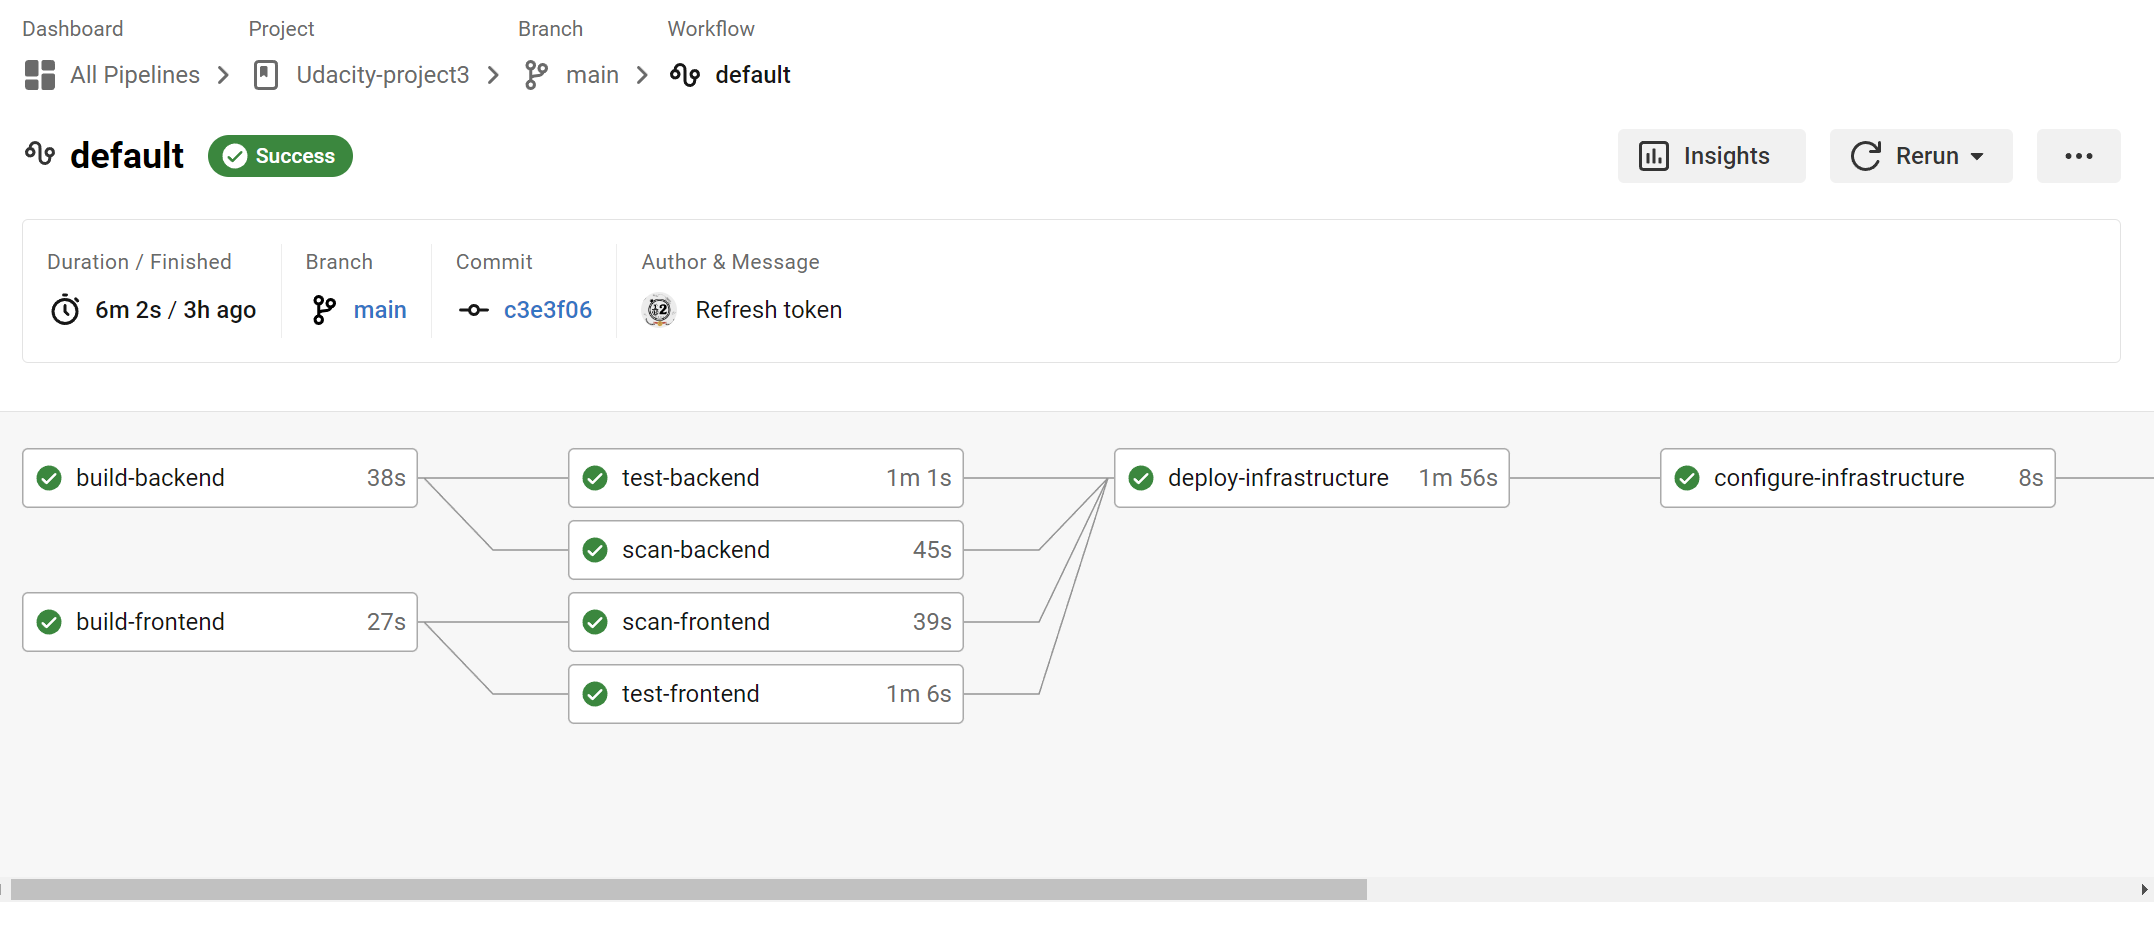 Dashboard Project Branch Workflow
All Pipelines Udacity-project3 main default
default Success Insights Rerun
Duration / Finished Branch Commit Author & Message
6m 2s / 3h ago main c3e3f06 Refresh token
build-backend 38s test-backend 1m 1s deploy-infrastructure 1m 56s configure-infrastructure 8s
scan-backend 45s
build-frontend 27s scan-frontend 39s
test-frontend 1m 6s